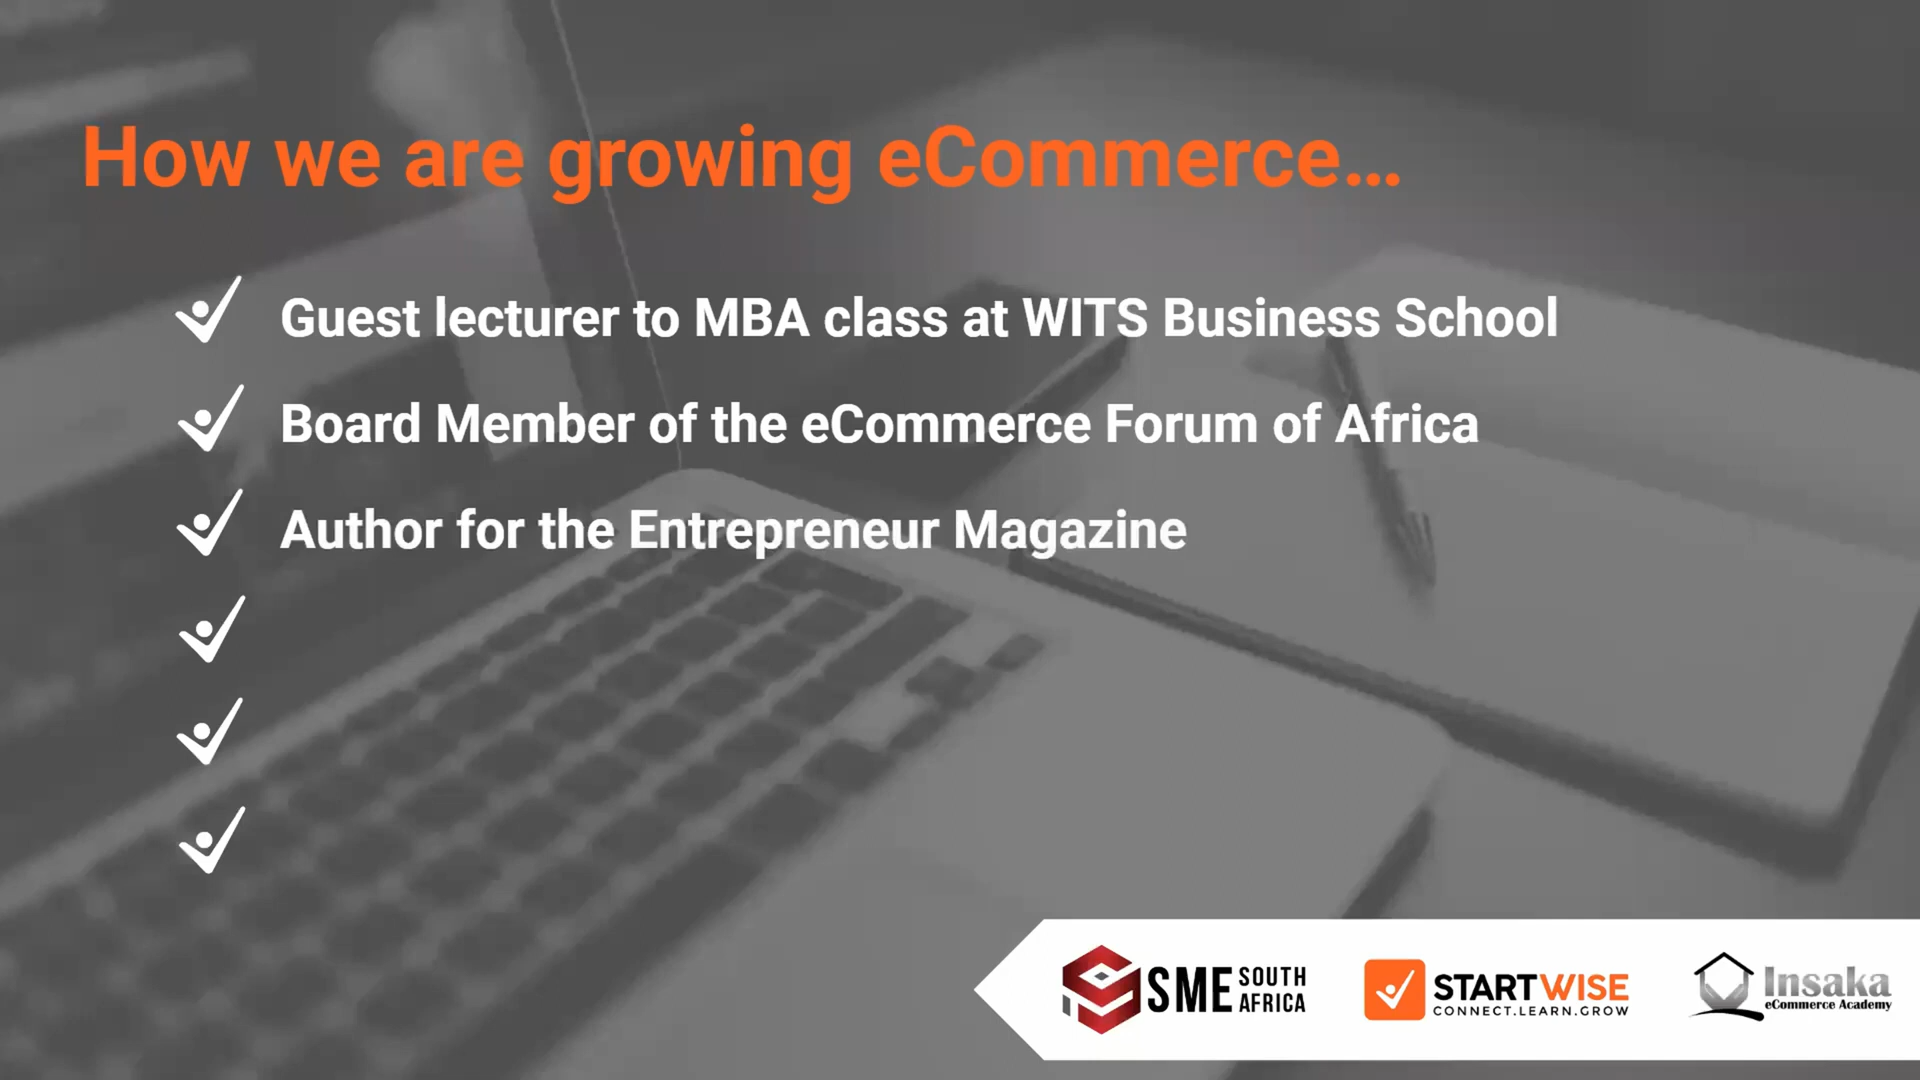 How we are growing eCommerce...
Guest lecturer to MBA class at WITS Business School
Board Member of the eCommerce Forum of Africa
Author for the Entrepreneur Magazine
SME SOUTH AFRICA
STARTWISE
CONNECT.LEARN.GROW
Insaka
eCommerce Academy